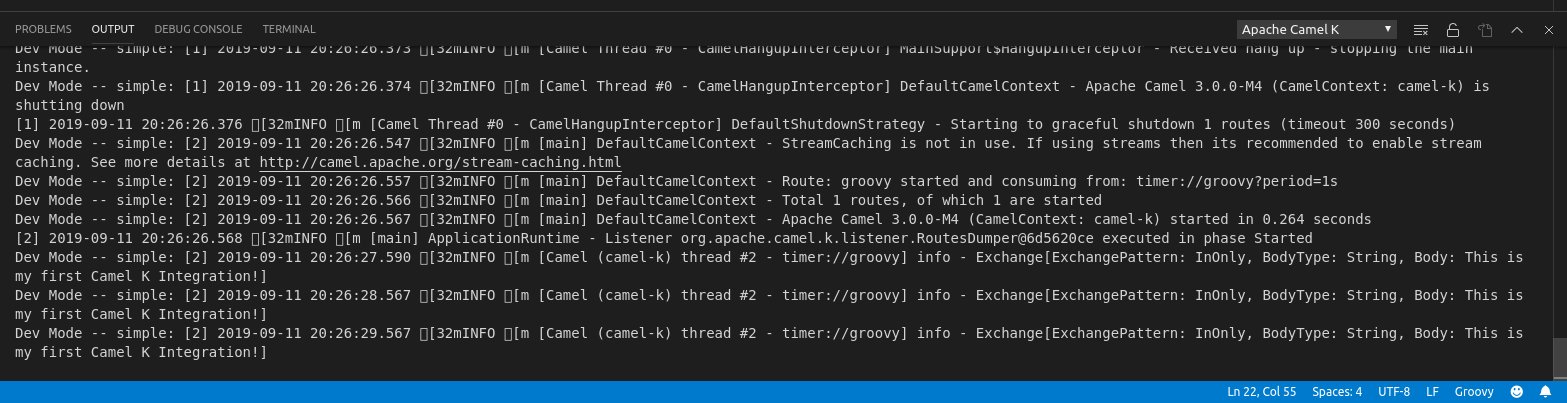 PROBLEMS OUTPUT DEBUG CONSOLE TERMINAL Apache Camel K
Dev Mode -- simple: [1] 2019-09-11 20:26:26.373 [32mINFO [m [Camel Thread #0 - CamelHangupInterceptor] MainSupport$HangupInterceptor - Received hang up - stopping the main
instance.
Dev Mode -- simple: [1] 2019-09-11 20:26:26.374 [32mINFO [m [Camel Thread #0 - CamelHangupInterceptor] DefaultCamelContext - Apache Camel 3.0.0-M4 (CamelContext: camel-k) is
shutting down
[1] 2019-09-11 20:26:26.376 [32mINFO [m [Camel Thread #0 - CamelHangupInterceptor] DefaultShutdownStrategy - Starting to graceful shutdown 1 routes (timeout 300 seconds)
Dev Mode -- simple: [2] 2019-09-11 20:26:26.547 [32mINFO [m [main] DefaultCamelContext - StreamCaching is not in use. If using streams then its recommended to enable stream
caching. See more details at http://camel.apache.org/stream-caching.html
Dev Mode -- simple: [2] 2019-09-11 20:26:26.557 [32mINFO [m [main] DefaultCamelContext - Route: groovy started and consuming from: timer://groovy?period=1s
Dev Mode -- simple: [2] 2019-09-11 20:26:26.566 [32mINFO [m [main] DefaultCamelContext - Total 1 routes, of which 1 are started
Dev Mode -- simple: [2] 2019-09-11 20:26:26.567 [32mINFO [m [main] DefaultCamelContext - Apache Camel 3.0.0-M4 (CamelContext: camel-k) started in 0.264 seconds
[2] 2019-09-11 20:26:26.568 [32mINFO [m [main] ApplicationRuntime - Listener org.apache.camel.k.listener.RoutesDumper@6d5620ce executed in phase Started
Dev Mode -- simple: [2] 2019-09-11 20:26:27.590 [32mINFO [m [Camel (camel-k) thread #2 - timer://groovy] info - Exchange[ExchangePattern: InOnly, BodyType: String, Body: This is
my first Camel K Integration!]
Dev Mode -- simple: [2] 2019-09-11 20:26:28.567 [32mINFO [m [Camel (camel-k) thread #2 - timer://groovy] info - Exchange[ExchangePattern: InOnly, BodyType: String, Body: This is
my first Camel K Integration!]
Dev Mode -- simple: [2] 2019-09-11 20:26:29.567 [32mINFO [m [Camel (camel-k) thread #2 - timer://groovy] info - Exchange[ExchangePattern: InOnly, BodyType: String, Body: This is
my first Camel K Integration!]
Ln 22, Col 55 Spaces: 4 UTF-8 LF Groovy